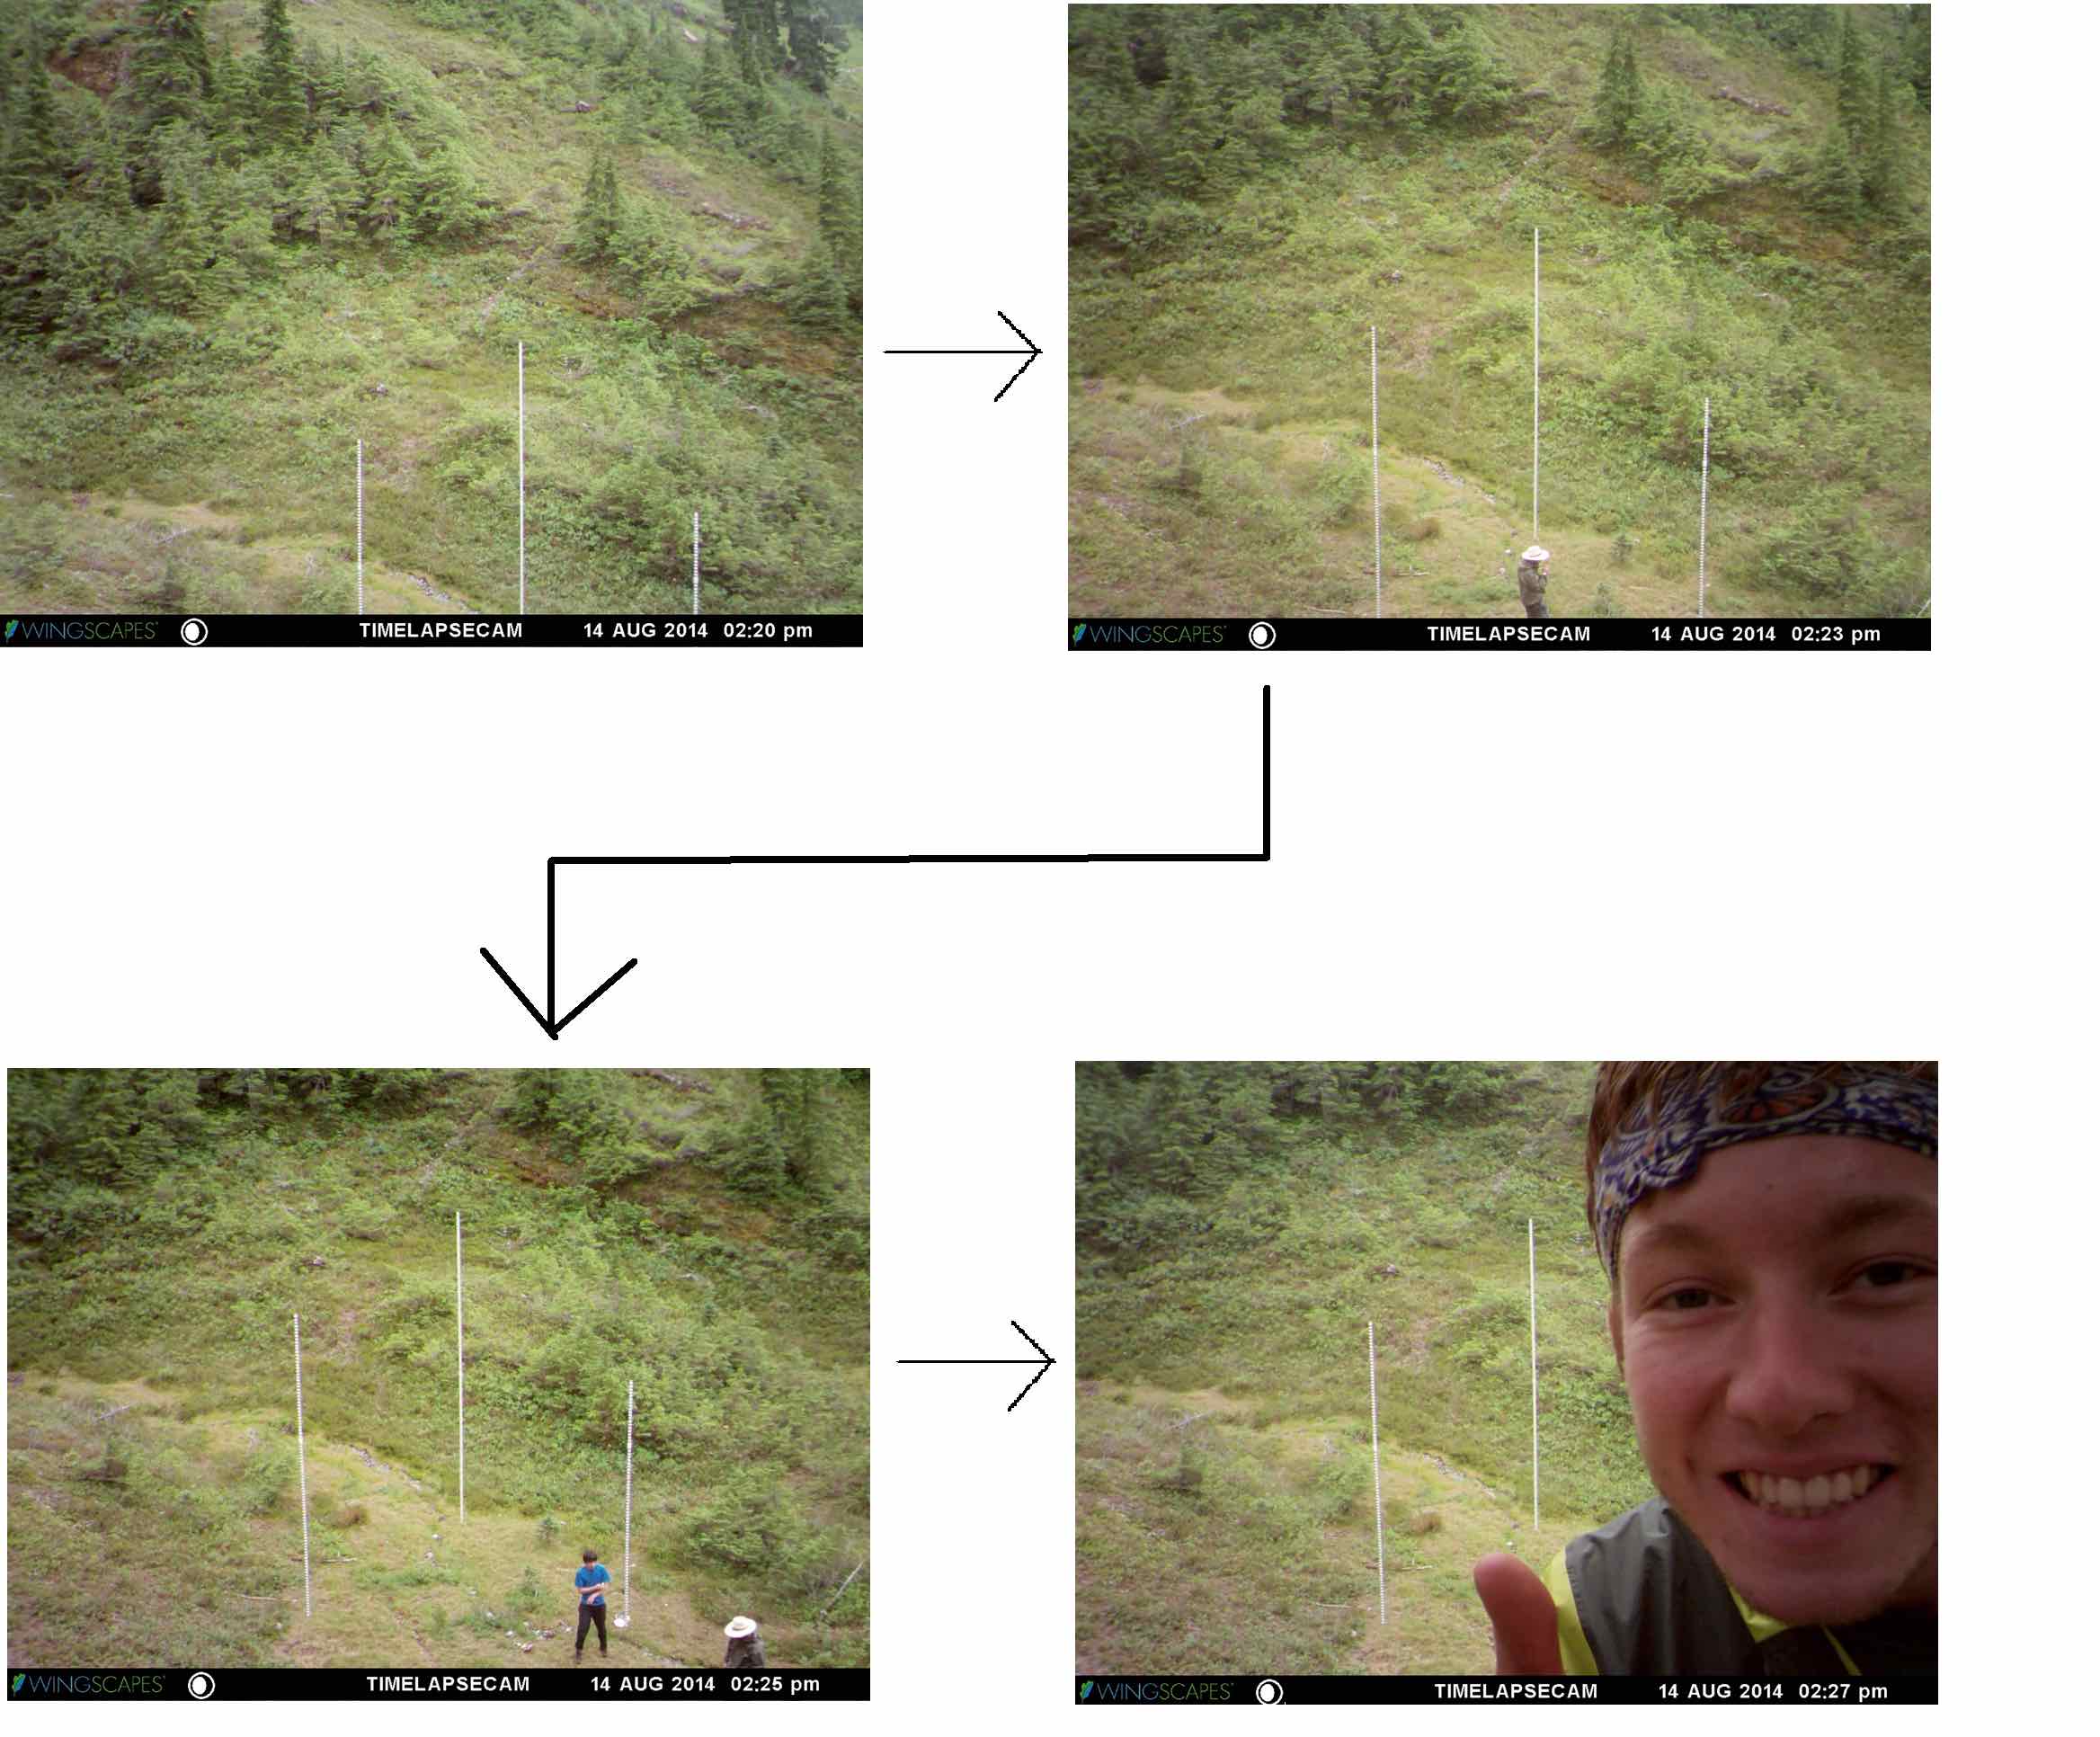 WINGSCAPES TIMELAPSECAM 14 AUG 2014 02:20 pm
WINGSCAPES TIMELAPSECAM 14 AUG 2014 02:23 pm
WINGSCAPES TIMELAPSECAM 14 AUG 2014 02:25 pm
WINGSCAPES TIMELAPSECAM 14 AUG 2014 02:27 pm